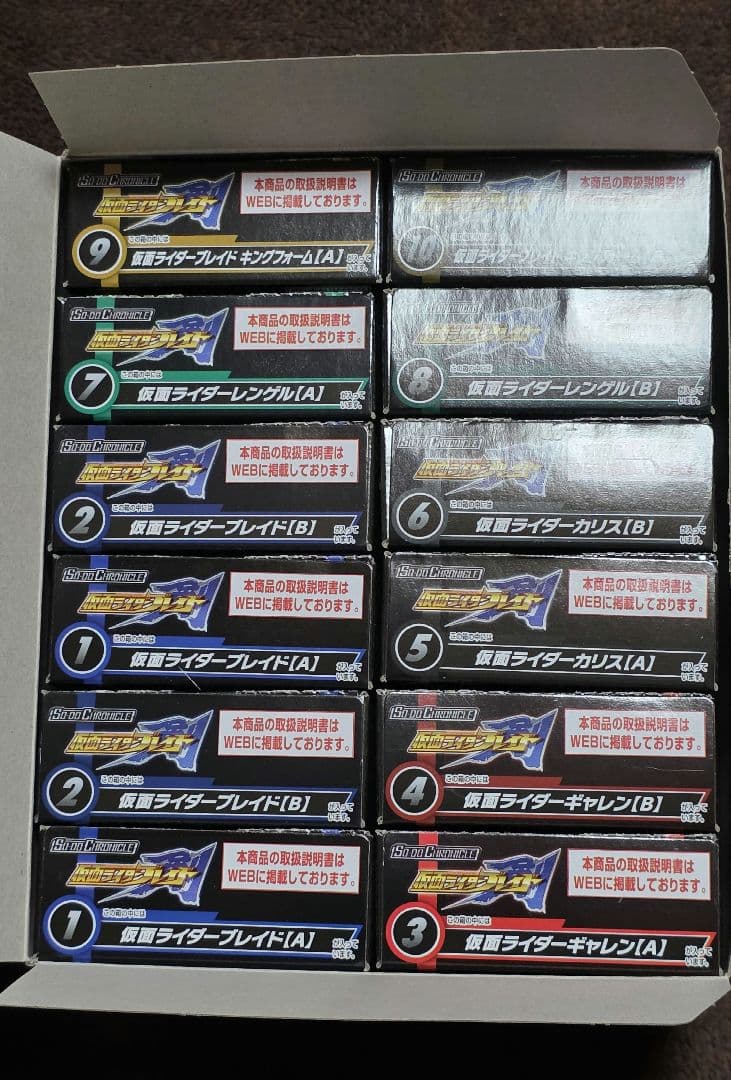 SO-DO CHRONICLE
仮面ライダーブレイド 剣
本商品の取扱説明書は
WEBに掲載しております。
この箱の中には
9
仮面ライダーブレイド キングフォーム【A】
が入って
います。
本商品の取扱説明書は
WEBに掲載しております。
10
仮面ライダーブレイド
SO-DO CHRONICLE
仮面ライダーブレイド 剣
本商品の取扱説明書は
WEBに掲載しております。
この箱の中には
7
仮面ライダーレンゲル【A】
が入って
います。
8
仮面ライダーレンゲル【B】
が入って
います。
SO-DO CHRONICLE
仮面ライダーブレイド 剣
本商品の取扱説明書は
WEBに掲載しております。
この箱の中には
2
仮面ライダーブレイド【B】
が入って
います。
SO-DO CHRONICLE
この箱の中には
6
仮面ライダーカリス【B】
が入って
います。
SO-DO CHRONICLE
仮面ライダーブレイド 剣
本商品の取扱説明書は
WEBに掲載しております。
この箱の中には
1
仮面ライダーブレイド【A】
が入って
います。
SO-DO CHRONICLE
仮面ライダーブレイド 剣
本商品の取扱説明書は
WEBに掲載しております。
この箱の中には
5
仮面ライダーカリス【A】
が入って
います。
SO-DO CHRONICLE
仮面ライダーブレイド 剣
本商品の取扱説明書は
WEBに掲載しております。
この箱の中には
2
仮面ライダーブレイド【B】
が入って
います。
SO-DO CHRONICLE
仮面ライダーブレイド 剣
本商品の取扱説明書は
WEBに掲載しております。
この箱の中には
4
仮面ライダーギャレン【B】
が入って
います。
SO-DO CHRONICLE
仮面ライダーブレイド 剣
本商品の取扱説明書は
WEBに掲載しております。
この箱の中には
1
仮面ライダーブレイド【A】
が入って
います。
SO-DO CHRONICLE
仮面ライダーブレイド 剣
本商品の取扱説明書は
WEBに掲載しております。
この箱の中には
3
仮面ライダーギャレン【A】
が入って
います。